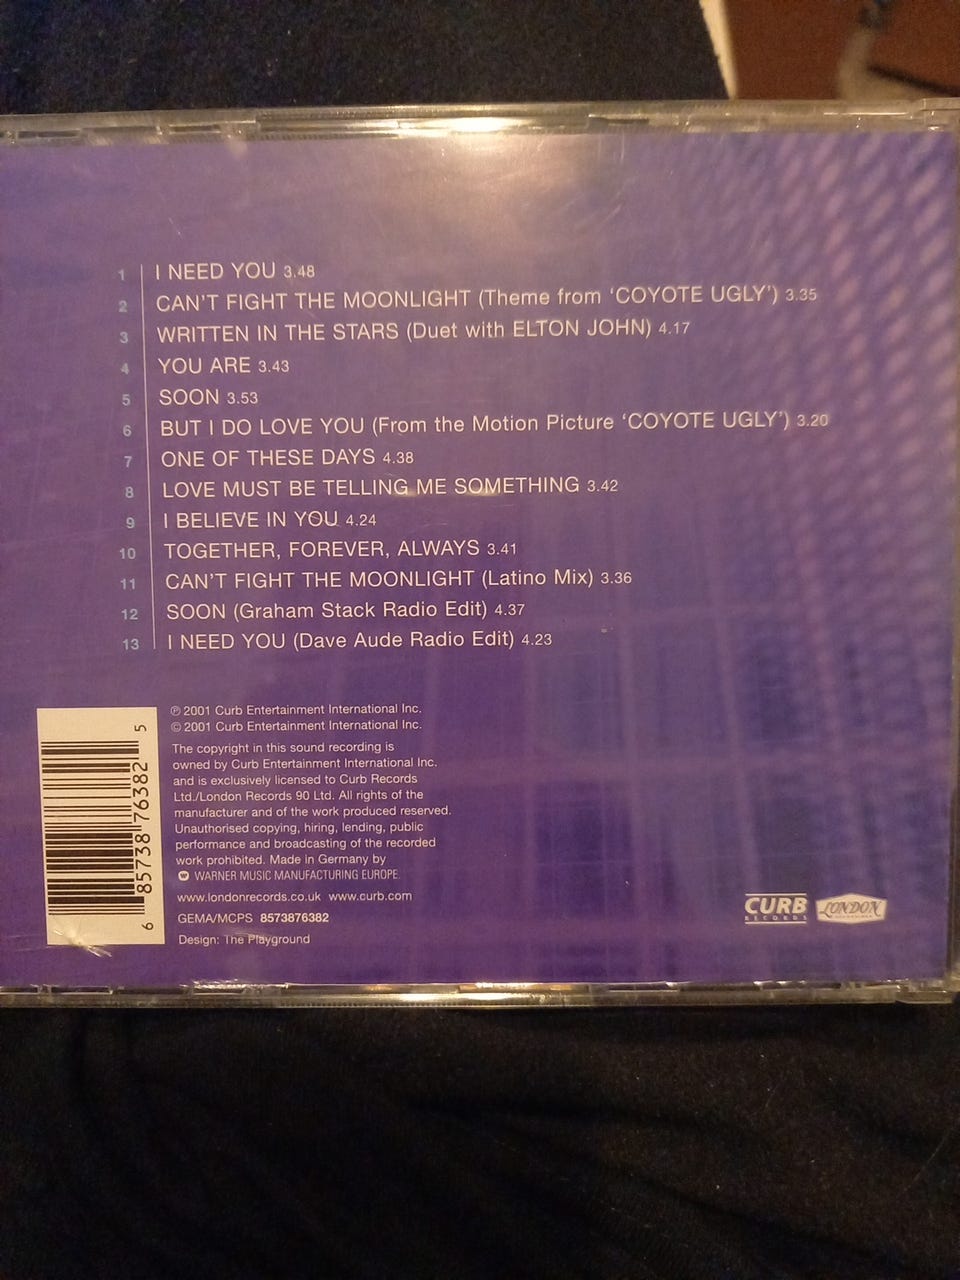 1 I NEED YOU 3.48
2 CAN'T FIGHT THE MOONLIGHT (Theme from ‘COYOTE UGLY’) 3.35
3 WRITTEN IN THE STARS (Duet with ELTON JOHN) 4.17
4 YOU ARE 3.43
5 SOON 3.53
6 BUT I DO LOVE YOU (From the Motion Picture ‘COYOTE UGLY’) 3.20
7 ONE OF THESE DAYS 4.38
8 LOVE MUST BE TELLING ME SOMETHING 3.42
9 I BELIEVE IN YOU 4.24
10 TOGETHER, FOREVER, ALWAYS 3.41
11 CAN'T FIGHT THE MOONLIGHT (Latino Mix) 3.36
12 SOON (Graham Stack Radio Edit) 4.37
13 I NEED YOU (Dave Aude Radio Edit) 4.23
℗ 2001 Curb Entertainment International Inc.
© 2001 Curb Entertainment International Inc.
The copyright in this sound recording is
owned by Curb Entertainment International Inc.
and is exclusively licensed to Curb Records
Ltd./London Records 90 Ltd. All rights of the
manufacturer and of the work produced reserved.
Unauthorised copying, hiring, lending, public
performance and broadcasting of the recorded
work prohibited. Made in Germany by
WARNER MUSIC MANUFACTURING EUROPE.
www.londonrecords.co.uk www.curb.com
GEMA/MCPS 8573876382
Design: The Playground
6 85738 76382 5
CURB
RECORDS
LONDON